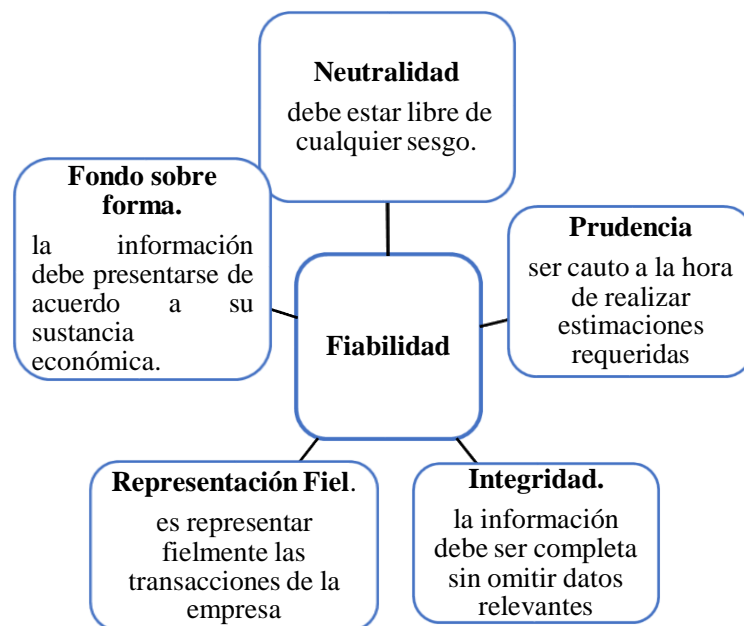 Neutralidad
debe estar libre de
cualquier sesgo.
Fondo sobre
forma.
la información
debe presentarse de
acuerdo a su
sustancia
económica.
Prudencia
ser cauto a la hora
de realizar
estimaciones
requeridas
Fiabilidad
Representación Fiel.
es representar
fielmente las
transacciones de la
empresa
Integridad.
la información
debe ser completa
sin omitir datos
relevantes